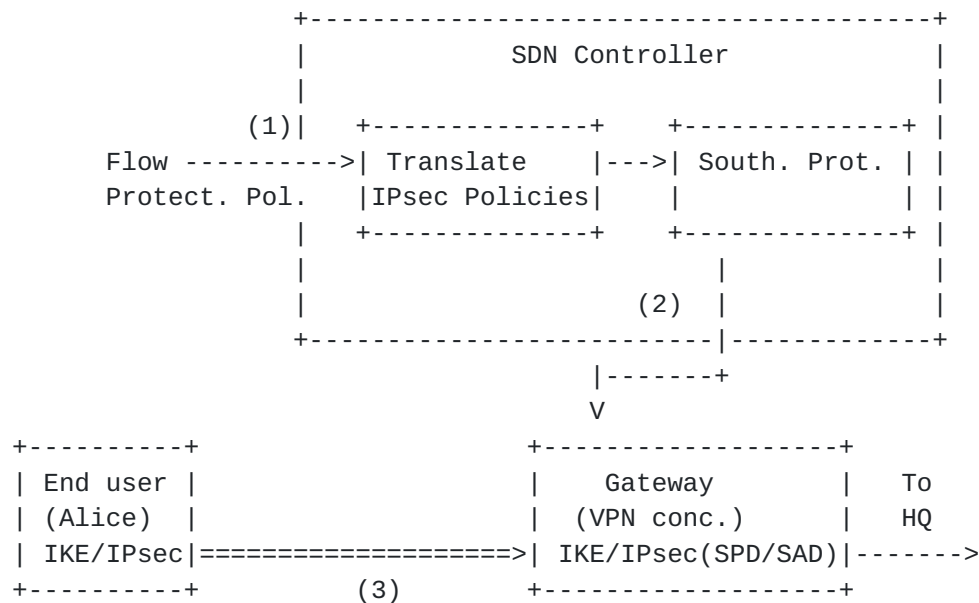 SDN Controller
(1)
Flow Translate South. Prot.
Protect. Pol. IPsec Policies
(2)
V
End user Gateway To
(Alice) (VPN conc.) HQ
IKE/IPsec IKE/IPsec(SPD/SAD)
(3)